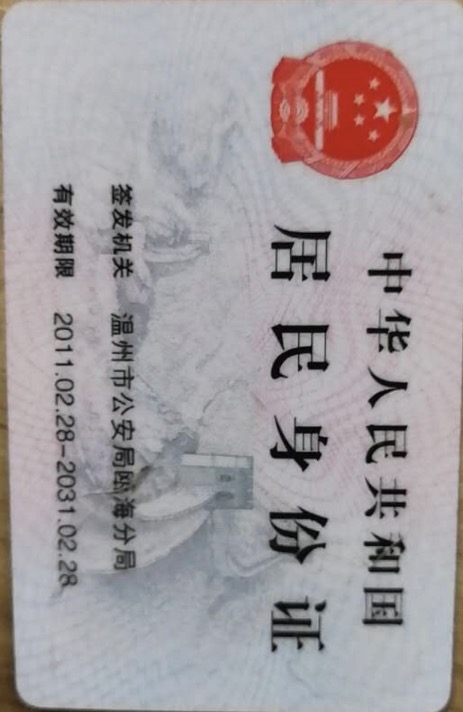 中华人民共和国
居民身份证
签发机关 温州市公安局瓯海分局
有效期限 2011.02.28-2031.02.28